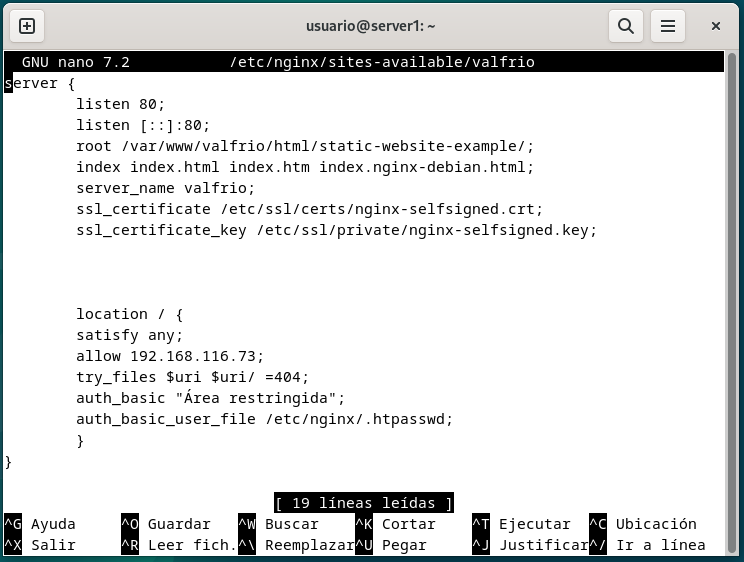 usuario@server1: ~
GNU nano 7.2 /etc/nginx/sites-available/valfrio
server {
listen 80;
listen [::]:80;
root /var/www/valfrio/html/static-website-example/;
index index.html index.htm index.nginx-debian.html;
server_name valfrio;
ssl_certificate /etc/ssl/certs/nginx-selfsigned.crt;
ssl_certificate_key /etc/ssl/private/nginx-selfsigned.key;
location / {
satisfy any;
allow 192.168.116.73;
try_files $uri $uri/ =404;
auth_basic "Área restringida";
auth_basic_user_file /etc/nginx/.htpasswd;
}
}
[ 19 líneas leídas ]
^G Ayuda ^O Guardar ^W Buscar ^K Cortar ^T Ejecutar ^C Ubicación
^X Salir ^R Leer fich. ^\ Reemplazar ^U Pegar ^J Justificar ^/ Ir a línea